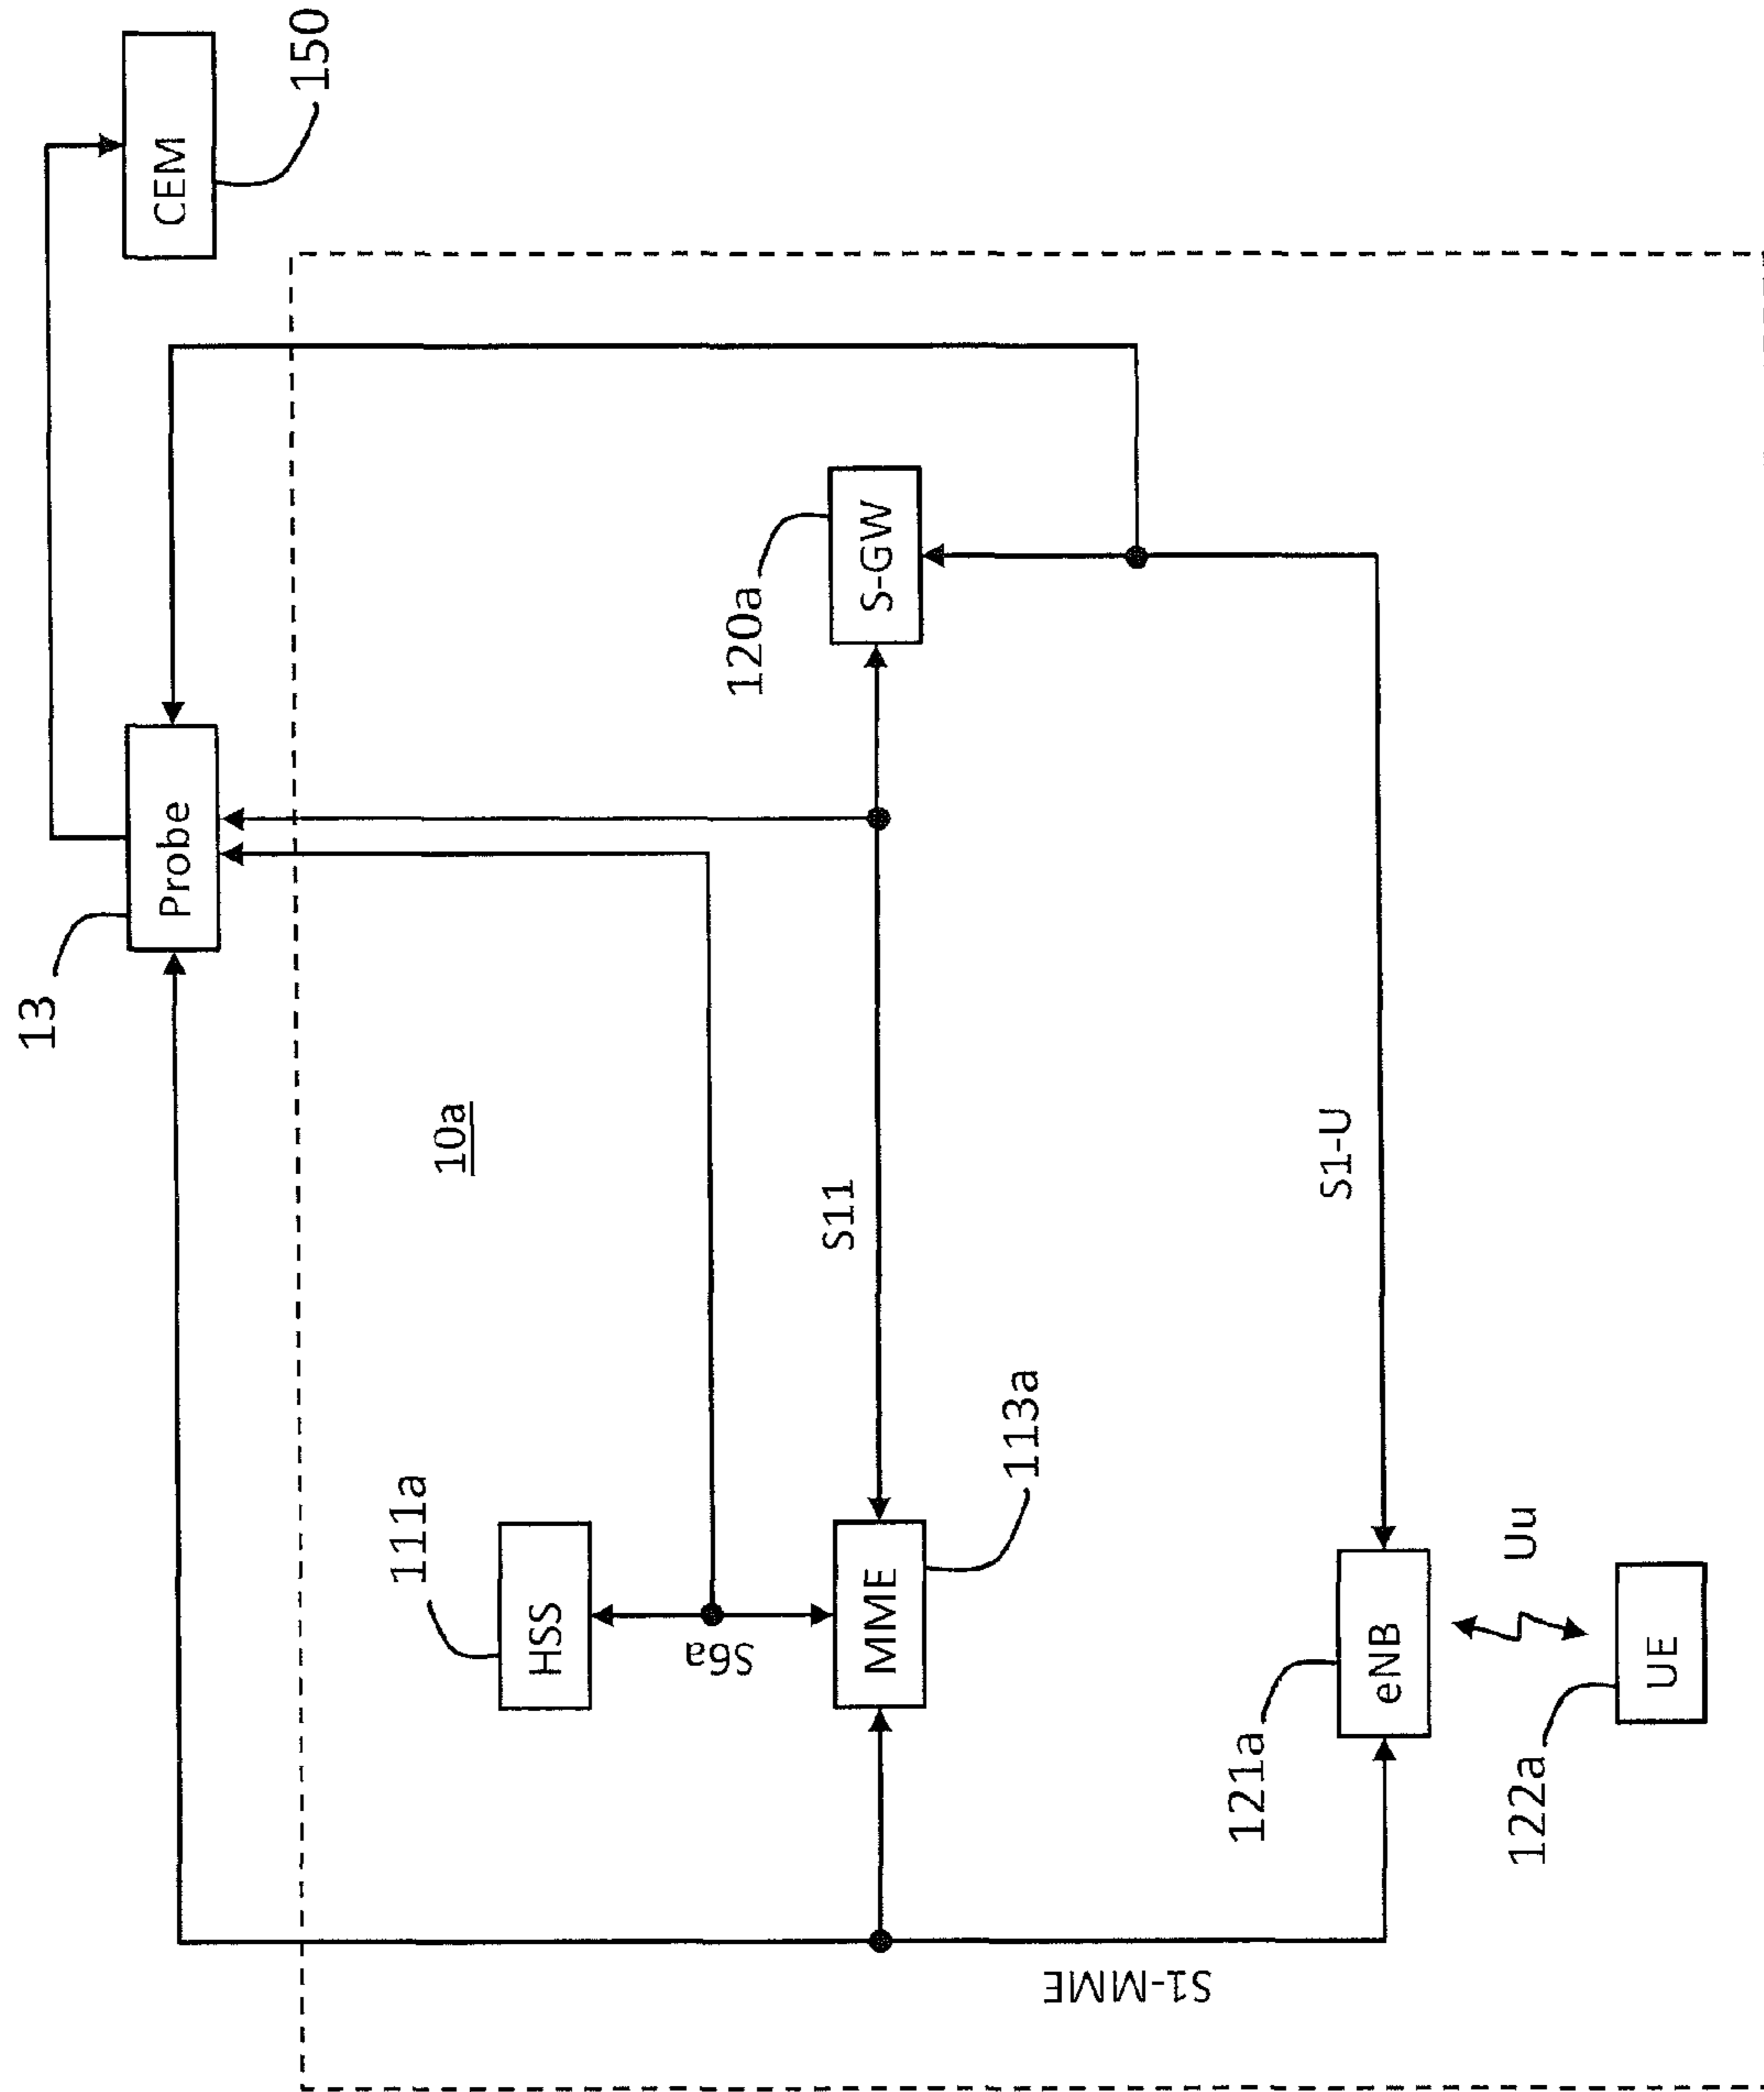 13
Probe
CEM
150
10a
111a
HSS
S6a
S11
120a
S-GW
MME
113a
S1-MME
S1-U
121a
eNB
Uu
122a
UE